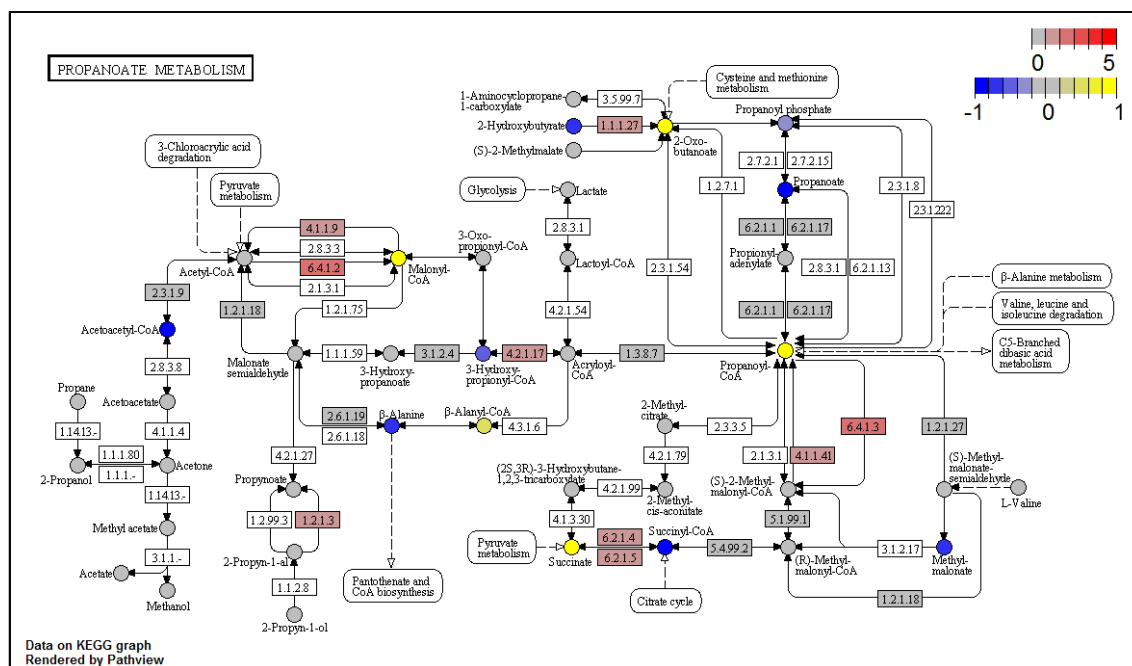 PROPANOATE METABOLISM
0
5
-1
0
1
Cysteine and methionine
metabolism
1-Aminocyclopropane
1-carboxylate
3.5.99.7
Propanoyl phosphate
2-Hydroxybutyrate
1.1.1.27
2-Oxo-
butanoate
(S)-2-Methylmalate
3-Chloroacrylic acid
degradation
Pyruvate
metabolism
Glycolysis
Lactate
2.7.2.1
2.7.2.15
1.2.7.1
2.3.1.8
2.3.1.222
Propanoate
4.1.1.9
2.8.3.3
6.4.1.2
2.1.3.1
Acetyl-CoA
Malonyl-
CoA
3-Oxo-
propionyl-CoA
2.8.3.1
Lactoyl-CoA
6.2.1.1
6.2.1.17
Propionyl-
adenylate
2.3.1.54
2.8.3.1
6.2.1.13
β-Alanine metabolism
2.3.1.9
1.2.1.18
1.2.1.75
4.2.1.54
6.2.1.1
6.2.1.17
Valine, leucine and
isoleucine degradation
Acetoacetyl-CoA
Malonate
semialdehyde
1.1.1.59
3-Hydroxy-
propanoate
3.1.2.4
3-Hydroxy-
propionyl-CoA
4.2.1.17
Acryloyl-
CoA
1.3.8.7
Propanoyl-
CoA
C5-Branched
dibasic acid
metabolism
2.8.3.8
Propane
Acetoacetate
2.6.1.19
2.6.1.18
β-Alanine
β-Alanyl-CoA
4.3.1.6
2-Methyl-
citrate
2.3.3.5
6.4.1.3
1.2.1.27
1.14.13.-
4.1.1.4
1.1.1.80
1.1.1.-
2-Propanol
Acetone
4.2.1.27
4.2.1.79
2.1.3.1
4.1.1.41
(S)-Methyl-
malonate-
semialdehyde
(2S,3R)-3-Hydroxybutane-
1,2,3-tricarboxylate
4.2.1.99
2-Methyl-
cis-aconitate
(S)-2-Methyl-
malonyl-CoA
L-Valine
1.14.13.-
Propynoate
Methyl acetate
1.2.99.3
1.2.1.3
4.1.3.30
5.1.99.1
3.1.1.-
2-Propyn-1-al
Pyruvate
metabolism
Succinate
6.2.1.4
6.2.1.5
Succinyl-CoA
5.4.99.2
(R)-Methyl-
malonyl-CoA
3.1.2.17
Methyl-
malonate
Acetate
Methanol
1.1.2.8
2-Propyn-1-ol
Pantothenate and
CoA biosynthesis
Citrate cycle
1.2.1.18
Data on KEGG graph
Rendered by Pathview